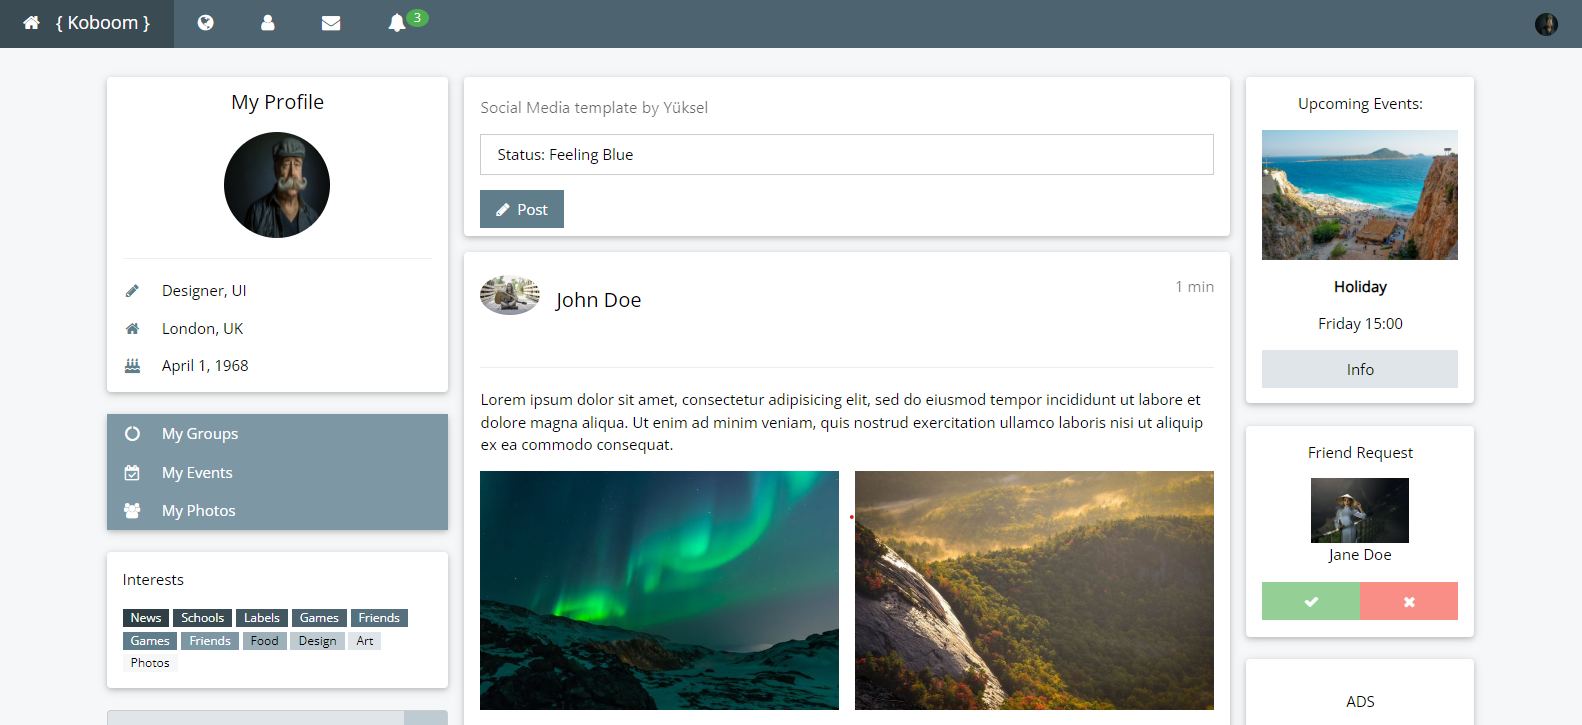 { Koboom }
3
My Profile
Designer, UI
London, UK
April 1, 1968
My Groups
My Events
My Photos
Interests
News Schools Labels Games Friends
Games Friends Food Design Art
Photos
Social Media template by Yüksel
Status: Feeling Blue
Post
John Doe
1 min
Lorem ipsum dolor sit amet, consectetur adipisicing elit, sed do eiusmod tempor incididunt ut labore et
dolore magna aliqua. Ut enim ad minim veniam, quis nostrud exercitation ullamco laboris nisi ut aliquip
ex ea commodo consequat.
Upcoming Events:
Holiday
Friday 15:00
Info
Friend Request
Jane Doe
ADS